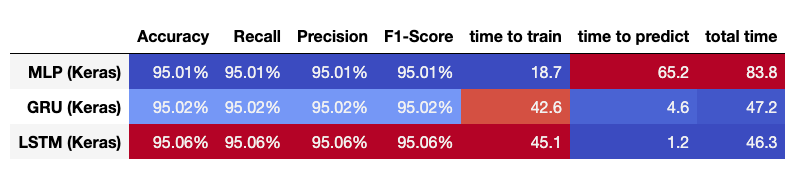 Accuracy Recall Precision F1-Score time to train time to predict total time
MLP (Keras) 95.01% 95.01% 95.01% 95.01% 18.7 65.2 83.8
GRU (Keras) 95.02% 95.02% 95.02% 95.02% 42.6 4.6 47.2
LSTM (Keras) 95.06% 95.06% 95.06% 95.06% 45.1 1.2 46.3